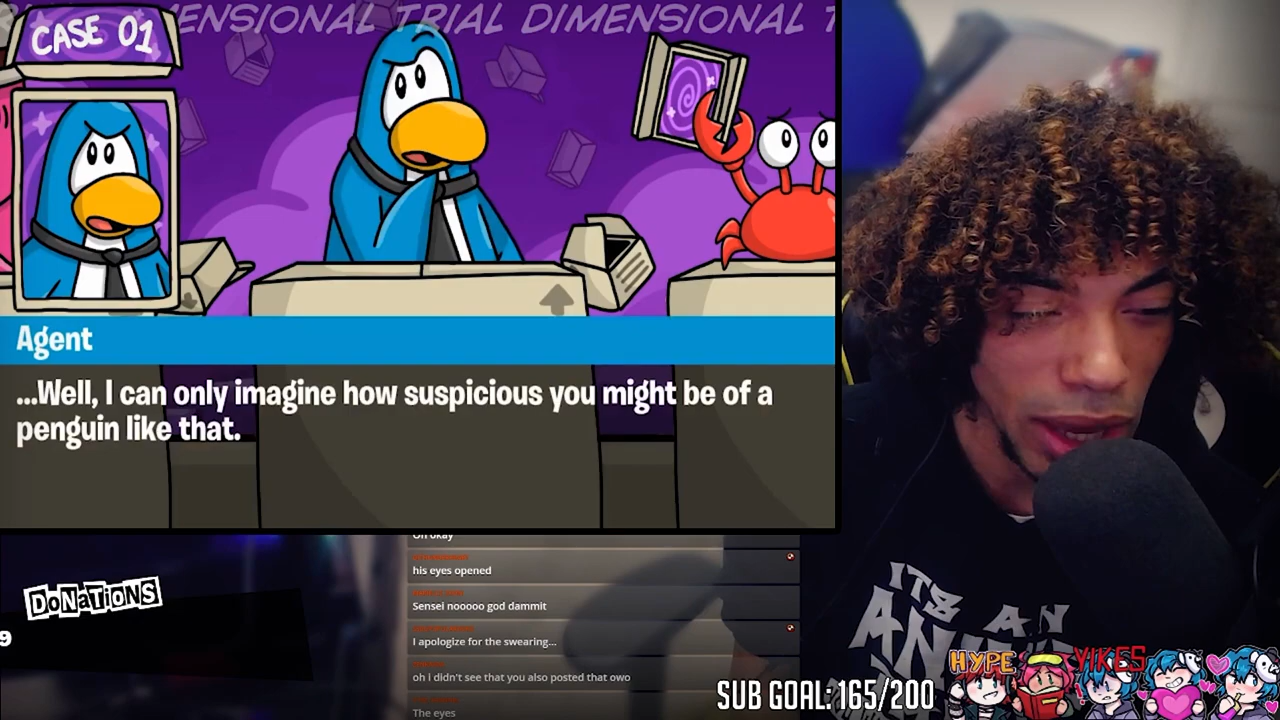 DIMENSIONAL TRIAL DIMENSIONAL T
CASE 01
Agent
...Well, I can only imagine how suspicious you might be of a
penguin like that.
Oh okay
his eyes opened
Sensei nooooo god dammit
I apologize for the swearing...
oh i didn't see that you also posted that owo
The eyes
DONATIONS
9
ITS AN
SUB GOAL: 165/200
HYPE
YIKES